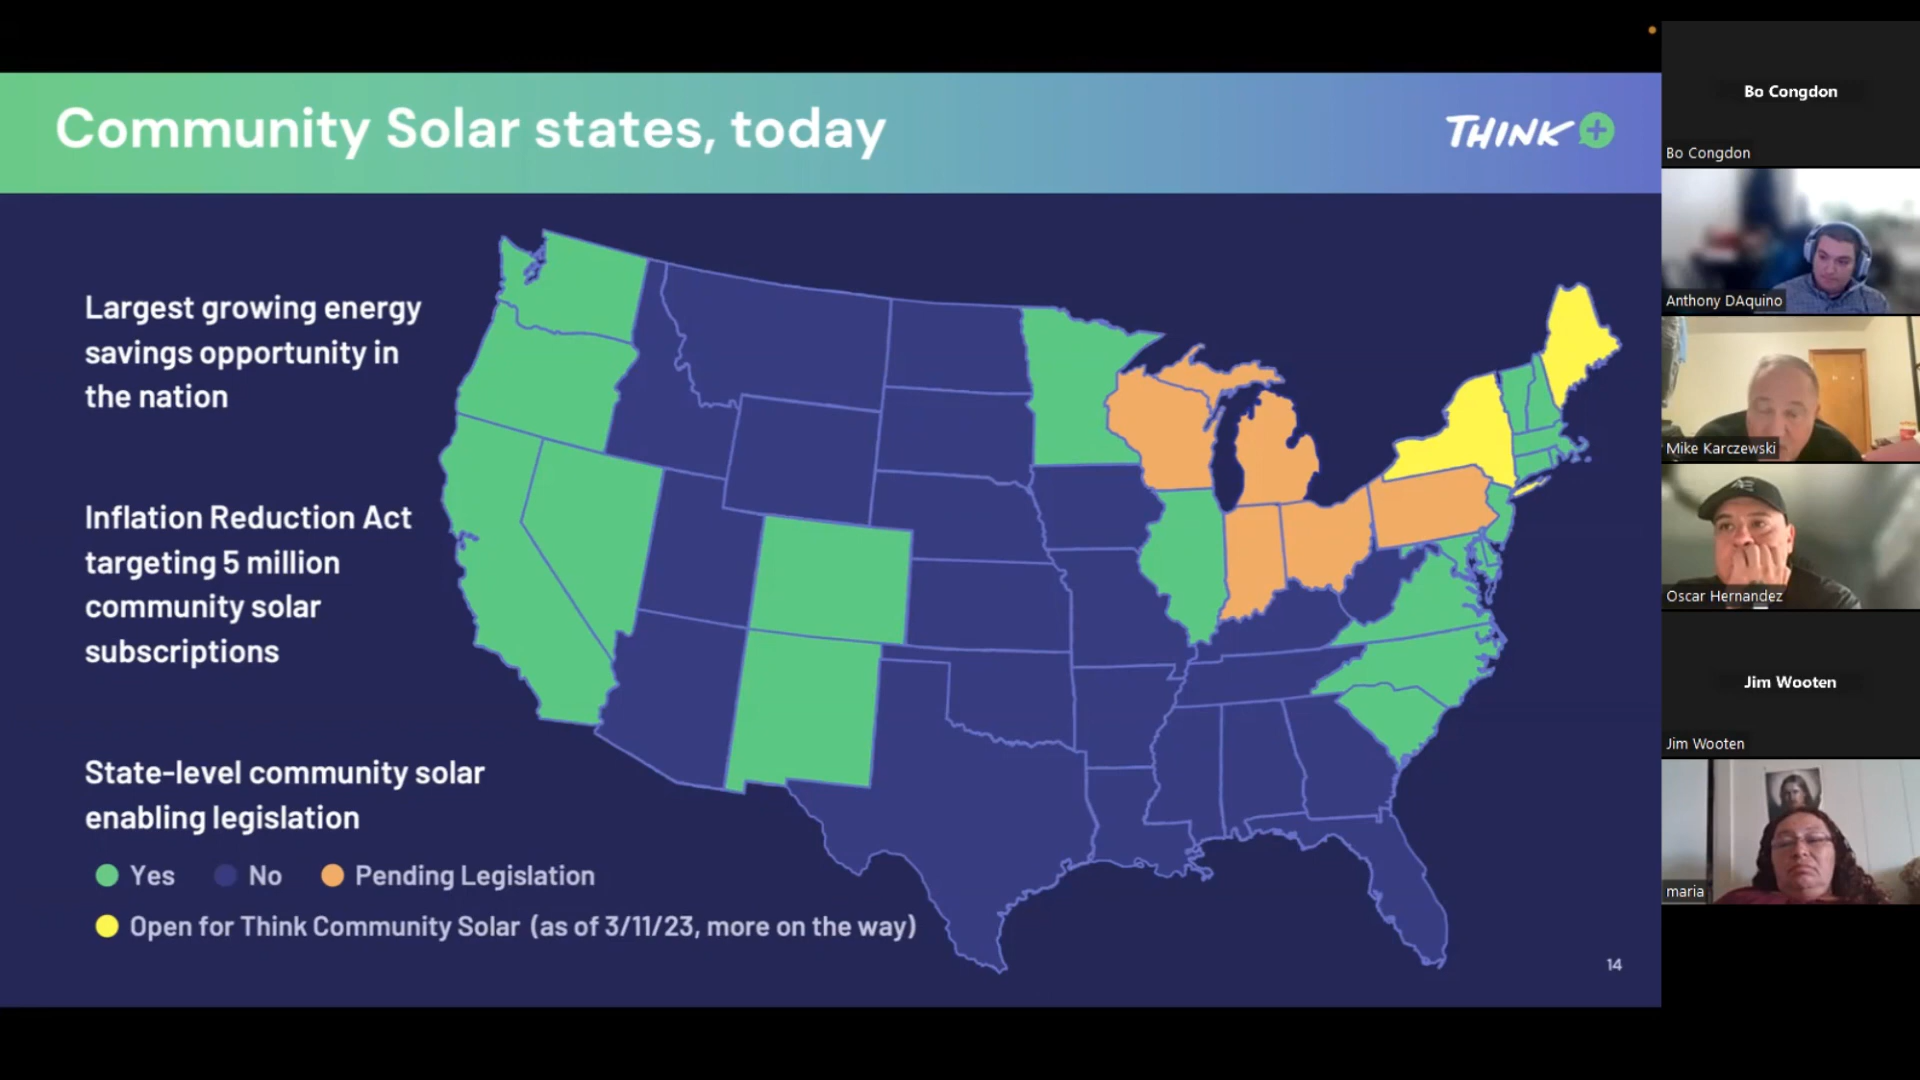 Community Solar states, today
THINK+
Largest growing energy
savings opportunity in
the nation
Inflation Reduction Act
targeting 5 million
community solar
subscriptions
State-level community solar
enabling legislation
Yes
No
Pending Legislation
Open for Think Community Solar (as of 3/11/23, more on the way)
14
Bo Congdon
Bo Congdon
Anthony DAquino
Mike Karczewski
Oscar Hernandez
Jim Wooten
Jim Wooten
maria